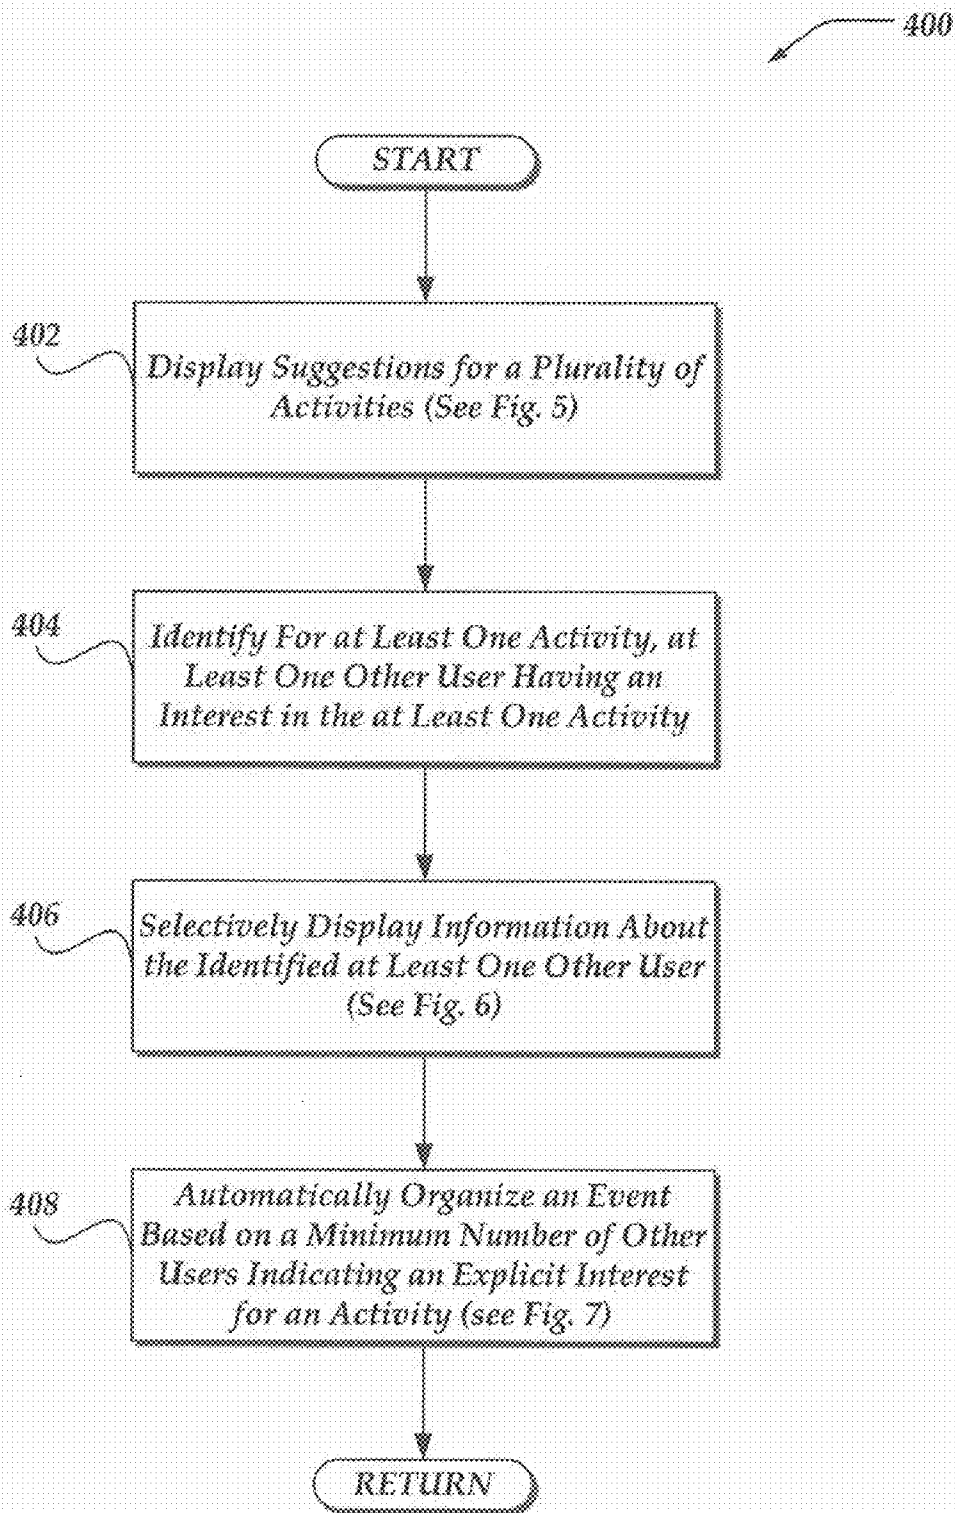 400
START
402
Display Suggestions for a Plurality of
Activities (See Fig. 5)
404
Identify For at Least One Activity, at
Least One Other User Having an
Interest in the at Least One Activity
406
Selectively Display Information About
the Identified at Least One Other User
(See Fig. 6)
408
Automatically Organize an Event
Based on a Minimum Number of Other
Users Indicating an Explicit Interest
for an Activity (see Fig. 7)
RETURN